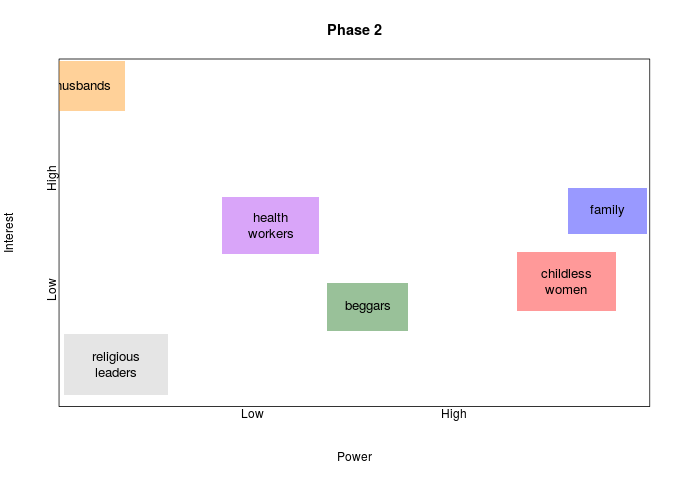 Phase 2
husbands
High
health
workers
family
Interest
childless
women
Low
beggars
religious
leaders
Low
High
Power